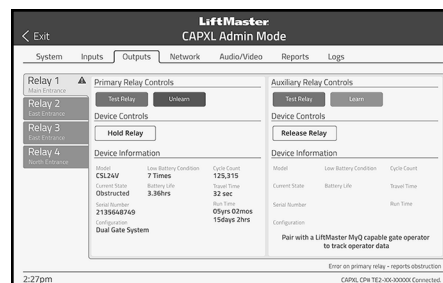 LiftMaster
< Exit
CAPXL Admin Mode
System Inputs Outputs Network Audio/Video Reports Logs
Relay 1
Main Entrance
Relay 2
East Entrance
Relay 3
East Entrance
Relay 4
North Entrance
Primary Relay Controls
Test Relay Unlearn
Device Controls
Hold Relay
Device Information
Model Low Battery Condition Cycle Count
CSL24V 7 Times 125,315
Current State Battery Life Travel Time
Obstructed 3.36hrs 32 sec
Serial Number Run Time
2135648749 05yrs 02mos
Configuration 15days 2hrs
Dual Gate System
Auxiliary Relay Controls
Test Relay Learn
Device Controls
Release Relay
Device Information
Model Low Battery Condition Cycle Count
Current State Battery Life Travel Time
Serial Number Run Time
Configuration
Pair with a LiftMaster MyQ capable gate operator
to track operator data
Error on primary relay - reports obstruction
2:27pm
CAPXL CP# TE2-XX-XXXXX Connected.